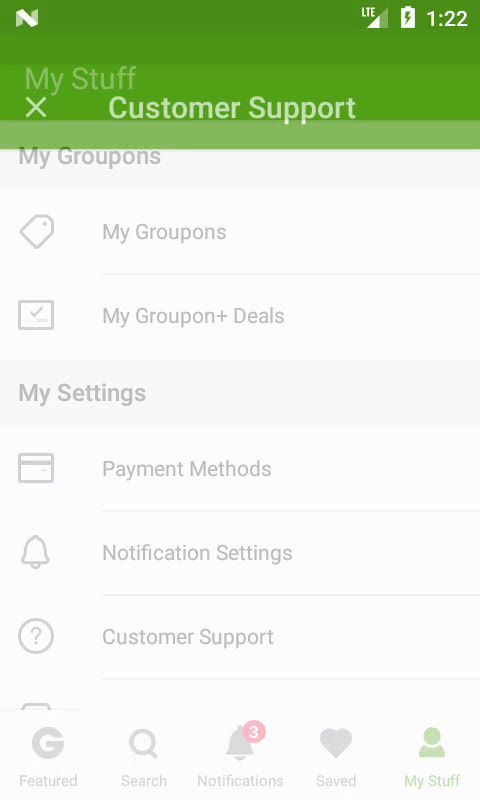 LTE
1:22
My Stuff
Customer Support
My Groupons
My Groupons
My Groupon+ Deals
My Settings
Payment Methods
Notification Settings
? Customer Support
3
Featured Search Notifications Saved My Stuff